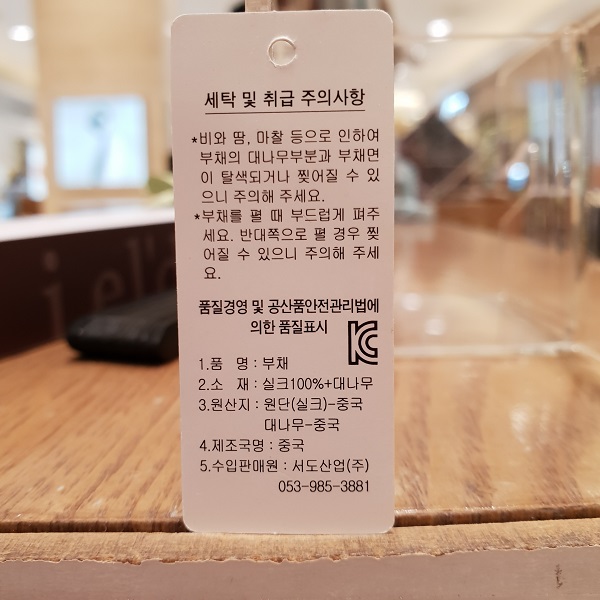 세탁 및 취급 주의사항
*비와 땀, 마찰 등으로 인하여
부채의 대나무부분과 부채면
이 탈색되거나 찢어질 수 있
으니 주의해 주세요.
*부채를 펼 때 부드럽게 펴주
세요. 반대쪽으로 펼 경우 찢
어질 수 있으니 주의해 주세
요.
품질경영 및 공산품안전관리법에
의한 품질표시
KC
1.품 명 : 부채
2.소 재 : 실크100%+대나무
3.원산지 : 원단(실크)-중국
대나무-중국
4.제조국명 : 중국
5.수입판매원 : 서도산업(주)
053-985-3881